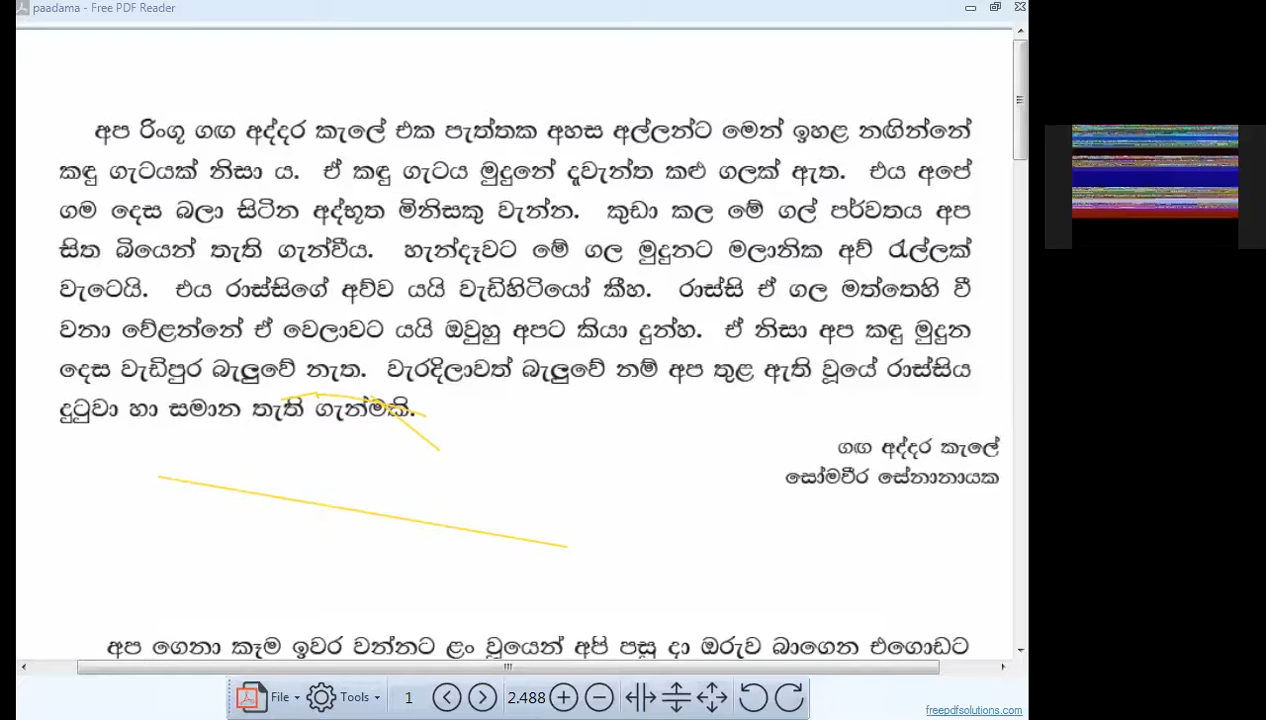 paadama - Free PDF Reader
අප රිංගූ ගඟ අද්දර කැලේ එක පැත්තක අහස අල්ලන්ට මෙන් ඉහළ නඟින්නේ
කඳු ගැටයක් නිසා ය. ඒ කඳු ගැටය මුදුනේ දූවැන්ත කළු ගලක් ඇත. එය අපේ
ගම දෙස බලා සිටින අද්භූත මිනිසකු වැන්න. කුඩා කල මේ ගල් පර්වතය අප
සිත බියෙන් තැති ගැන්වීය. හැන්දෑවට මේ ගල මුදුනට මලානික අව් රැල්ලක්
වැටෙයි. එය රාස්සිගේ අව්ව යයි වැඩිහිටියෝ කීහ. රාස්සි ඒ ගල මත්තෙහි වී
වනා වේළන්නේ ඒ වෙලාවට යයි ඔවුහු අපට කියා දුන්හ. ඒ නිසා අප කඳු මුදුන
දෙස වැඩිපුර බැලුවේ නැත. වැරදිලාවත් බැලුවේ නම් අප තුළ ඇති වූයේ රාස්සිය
දුටුවා හා සමාන තැති ගැන්මකි.
ගඟ අද්දර කැලේ
සෝමවීර සේනානායක
අප ගෙනා කෑම ඉවර වන්නට ළං වූයෙන් අපි පසු දා ඔරුව බාගෙන එගොඩට
File Tools 1 2.488
freepdfsolutions.com